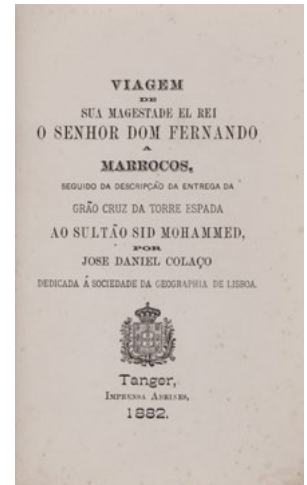 VIAGEM
DE
SUA MAGESTADE EL REI
O SENHOR DOM FERNANDO
A
MARROCOS,
SEGUIDO DA DESCRIPÇÃO DA ENTREGA DA
GRÃO CRUZ DA TORRE ESPADA
AO SULTÃO SID MOHAMMED,
POR
JOSE DANIEL COLAÇO
DEDICADA Á SOCIEDADE DA GEOGRAPHIA DE LISBOA.
Tanger,
IMPRENSA ABRINES,
1882.